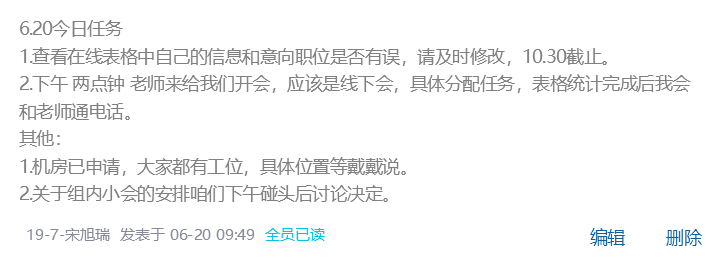 6.20今日任务
1.查看在线表格中自己的信息和意向职位是否有误，请及时修改，10.30截止。
2.下午 两点钟 老师来给我们开会，应该是线下会，具体分配任务，表格统计完成后我会
和老师通电话。
其他：
1.机房已申请，大家都有工位，具体位置等戴戴说。
2.关于组内小会的安排咱们下午碰头后讨论决定。
19-7-宋旭瑞 发表于 06-20 09:49 全员已读 编辑 删除